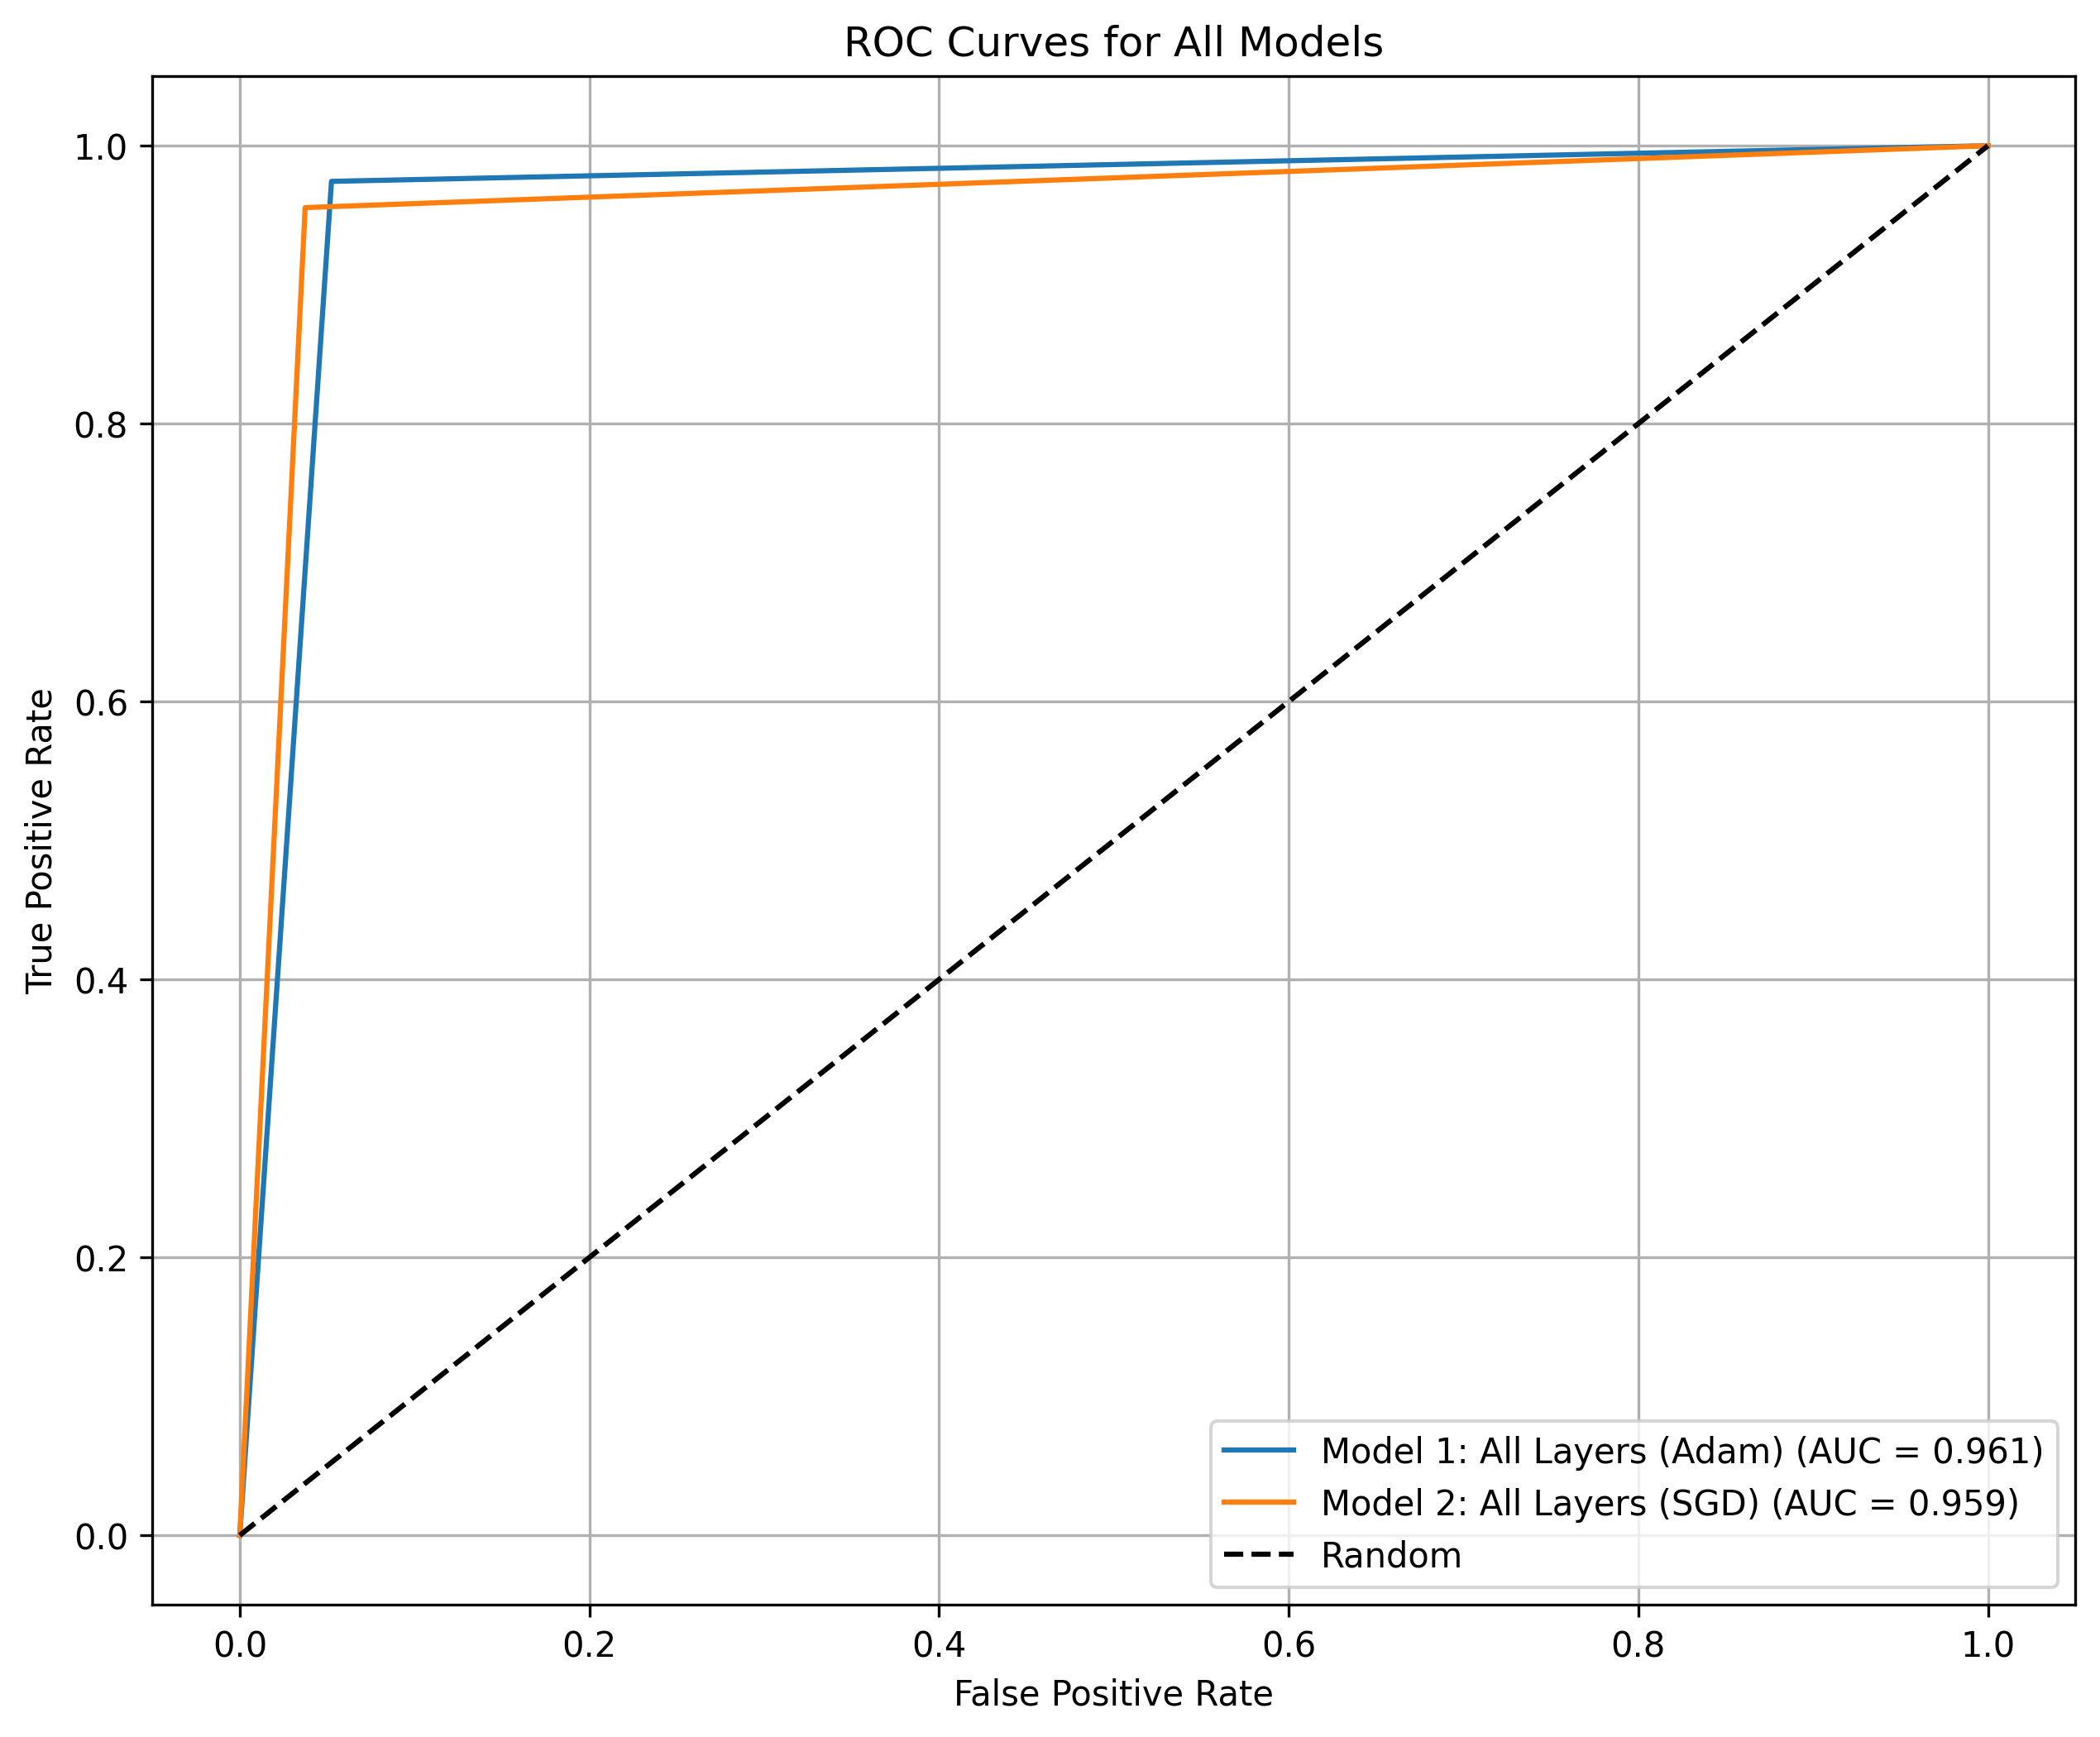 ROC Curves for All Models
True Positive Rate
1.0
0.8
0.6
0.4
0.2
0.0
Model 1: All Layers (Adam) (AUC = 0.961)
Model 2: All Layers (SGD) (AUC = 0.959)
Random
0.0 0.2 0.4 0.6 0.8 1.0
False Positive Rate